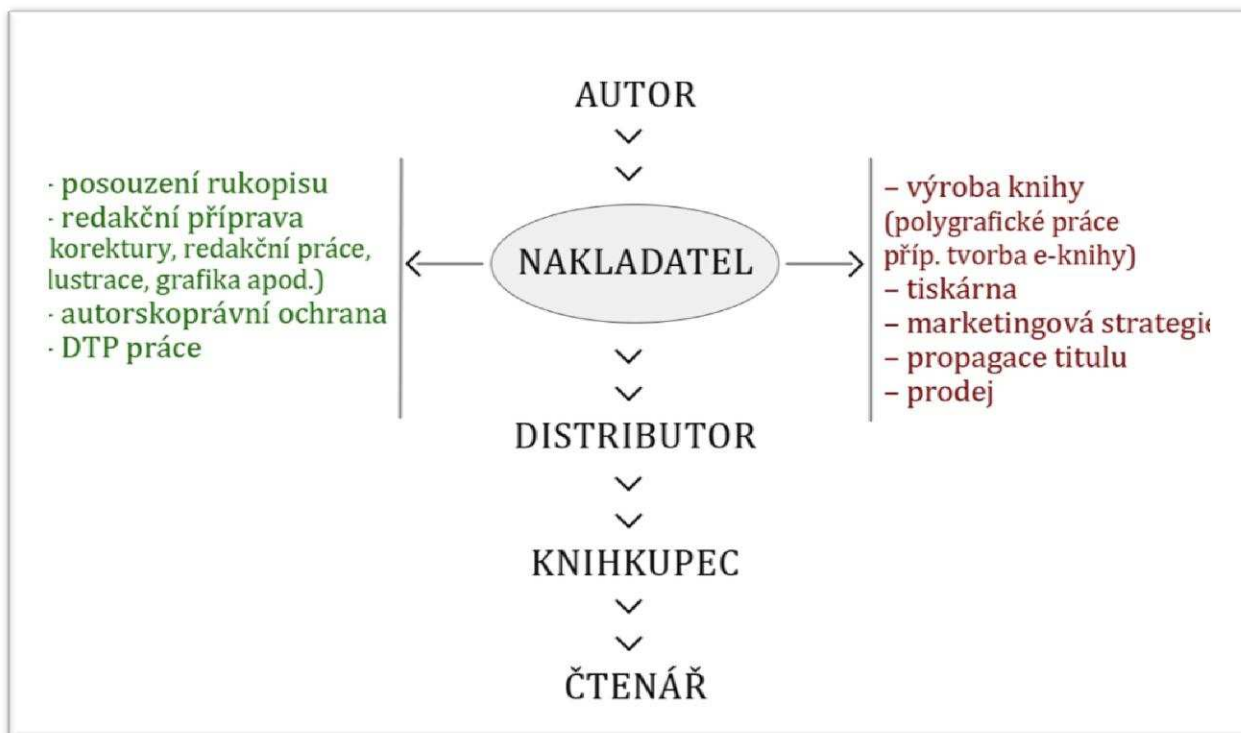 AUTOR
· posouzení rukopisu
· redakční příprava
korektury, redakční práce,
lustrace, grafika apod.)
· autorskoprávní ochrana
· DTP práce
NAKLADATEL
– výroba knihy
(polygrafické práce
příp. tvorba e-knihy)
– tiskárna
– marketingová strategie
– propagace titulu
– prodej
DISTRIBUTOR
KNIHKUPEC
ČTENÁŘ